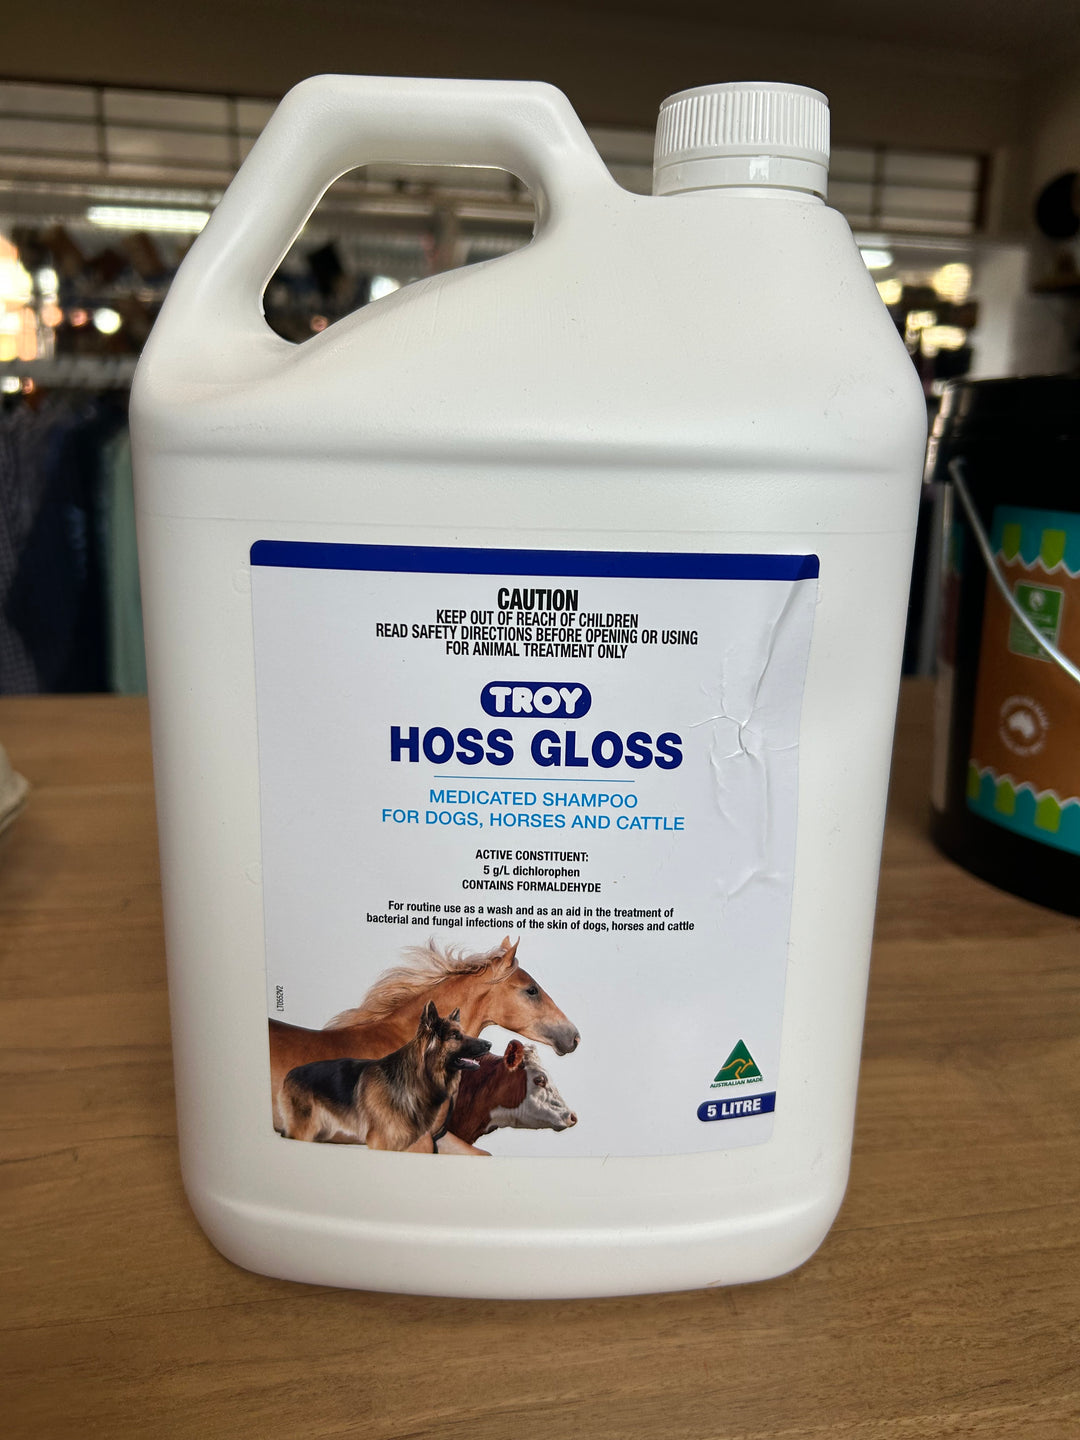 CAUTION
KEEP OUT OF REACH OF CHILDREN
READ SAFETY DIRECTIONS BEFORE OPENING OR USING
FOR ANIMAL TREATMENT ONLY
TROY
HOSS GLOSS
MEDICATED SHAMPOO
FOR DOGS, HORSES AND CATTLE
ACTIVE CONSTITUENT:
5 g/L dichlorophen
CONTAINS FORMALDEHYDE
For routine use as a wash and as an aid in the treatment of
bacterial and fungal infections of the skin of dogs, horses and cattle
LT0552V2
AUSTRALIAN MADE
5 LITRE